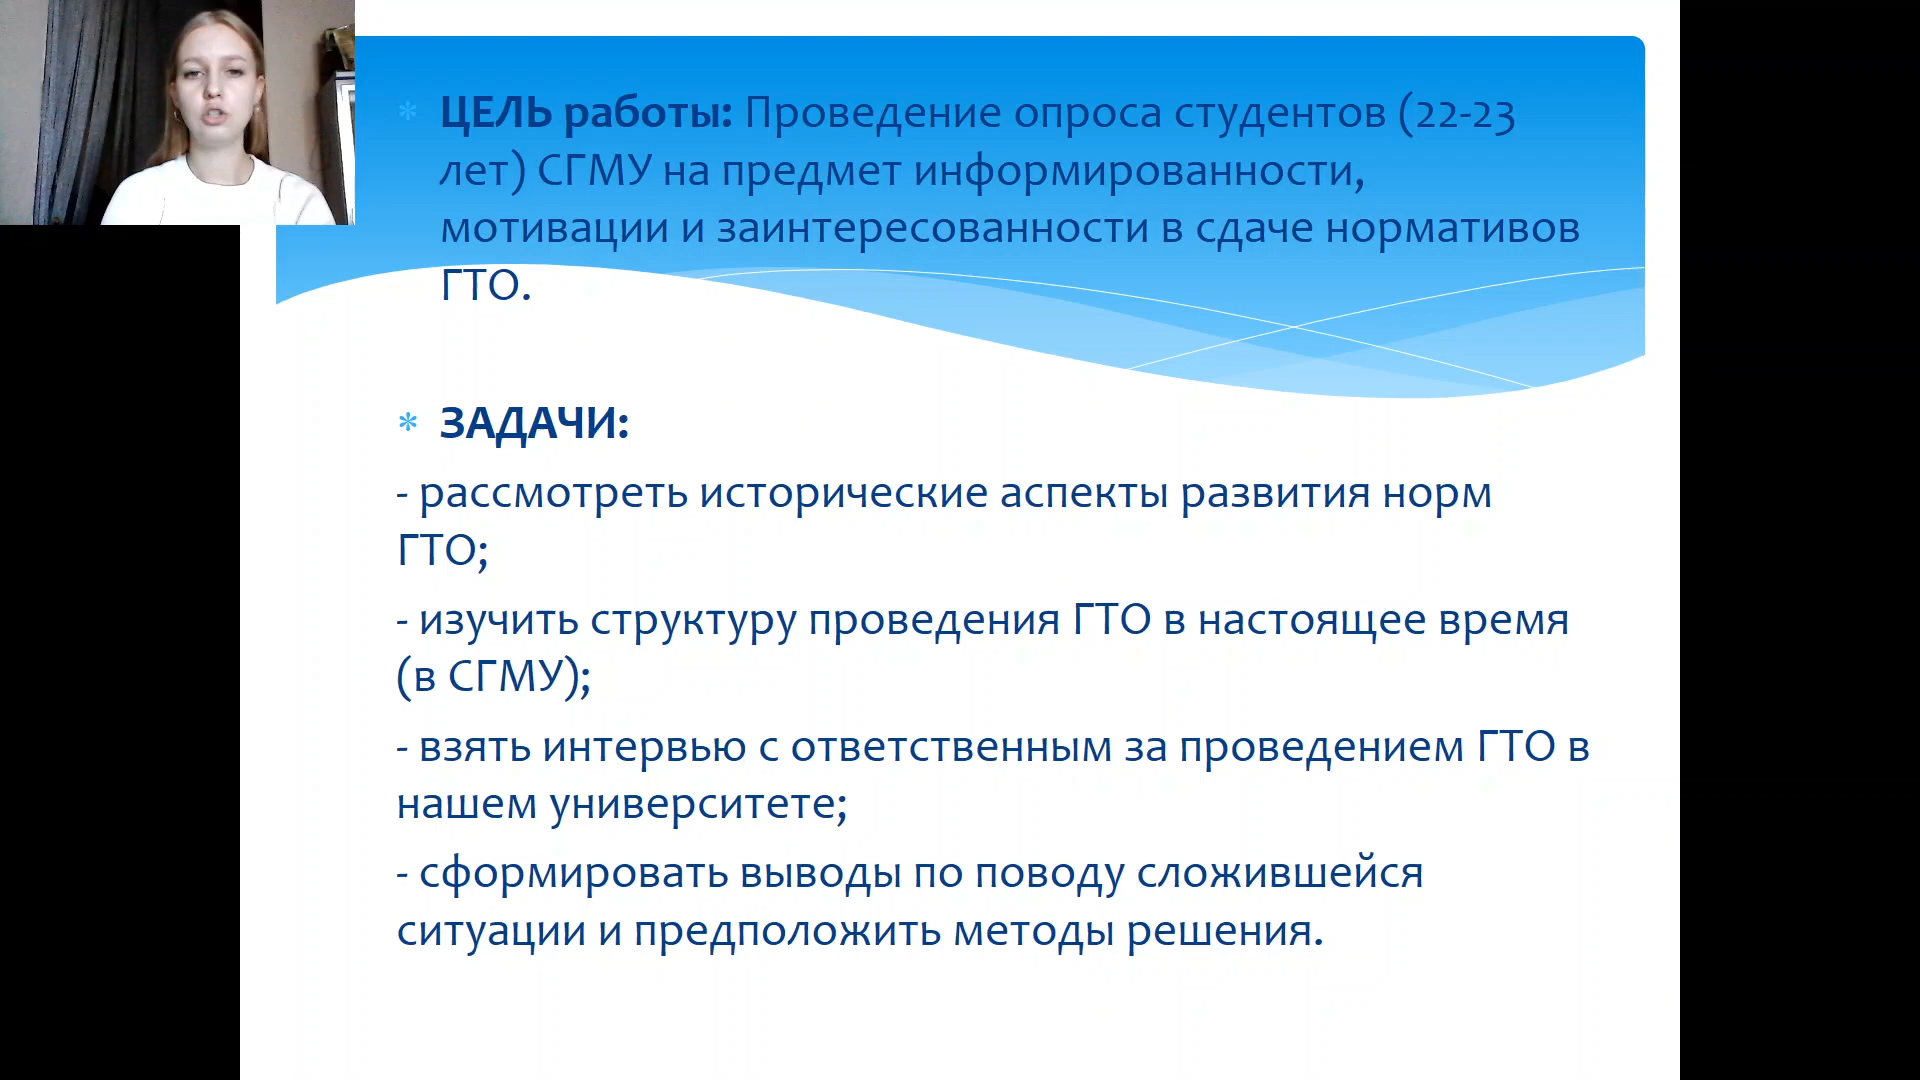 * ЦЕЛЬ работы: Проведение опроса студентов (22-23
лет) СГМУ на предмет информированности,
мотивации и заинтересованности в сдаче нормативов
ГТО.
* ЗАДАЧИ:
- рассмотреть исторические аспекты развития норм
ГТО;
- изучить структуру проведения ГТО в настоящее время
(в СГМУ);
- взять интервью с ответственным за проведением ГТО в
нашем университете;
- сформировать выводы по поводу сложившейся
ситуации и предположить методы решения.